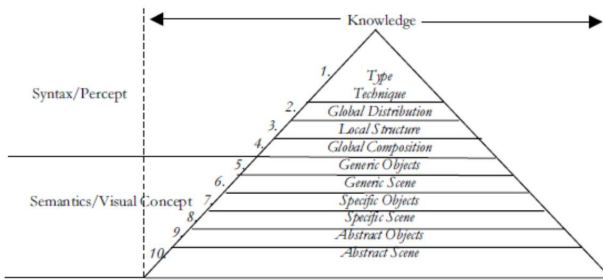 Knowledge
1.
Type
Technique
Syntax/Percept
2.
Global Distribution
3.
Local Structure
4.
Global Composition
5.
Generic Objects
6.
Generic Scene
Semantics/Visual Concept
7.
Specific Objects
8.
Specific Scene
9.
Abstract Objects
10.
Abstract Scene